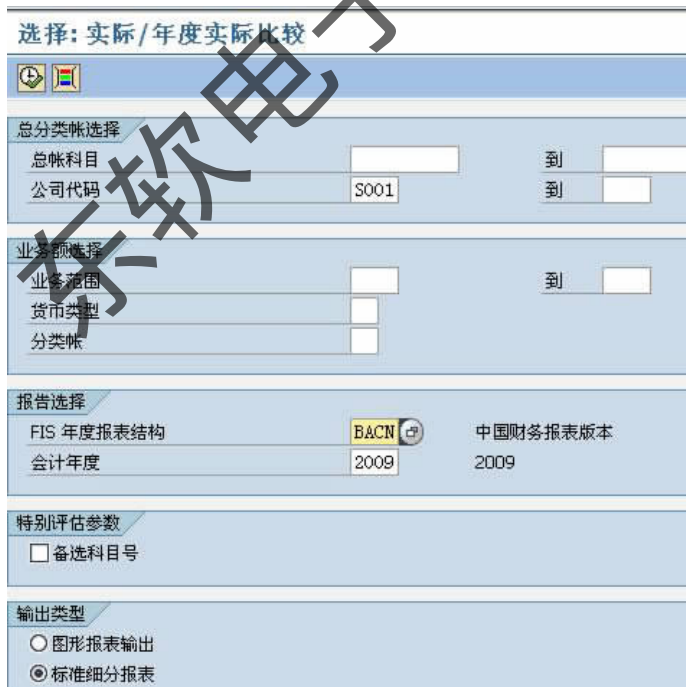 选择: 实际/年度实际比较
总分类帐选择
总帐科目 到
公司代码 S001 到
业务额选择
业务范围 到
货币类型
分类帐
报告选择
FIS 年度报表结构 BACN 中国财务报表版本
会计年度 2009 2009
特别评估参数
备选科目号
输出类型
图形报表输出
标准细分报表
东软电子